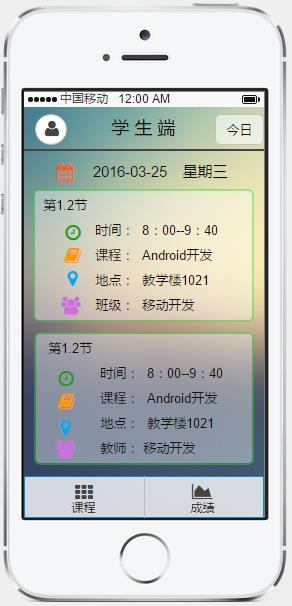 中国移动 12:00 AM
学生端 今日
2016-03-25 星期三
第1.2节
时间： 8：00--9：40
课程： Android开发
地点： 教学楼1021
班级： 移动开发
第1.2节
时间： 8：00--9：40
课程： Android开发
地点： 教学楼1021
教师： 移动开发
课程 成绩